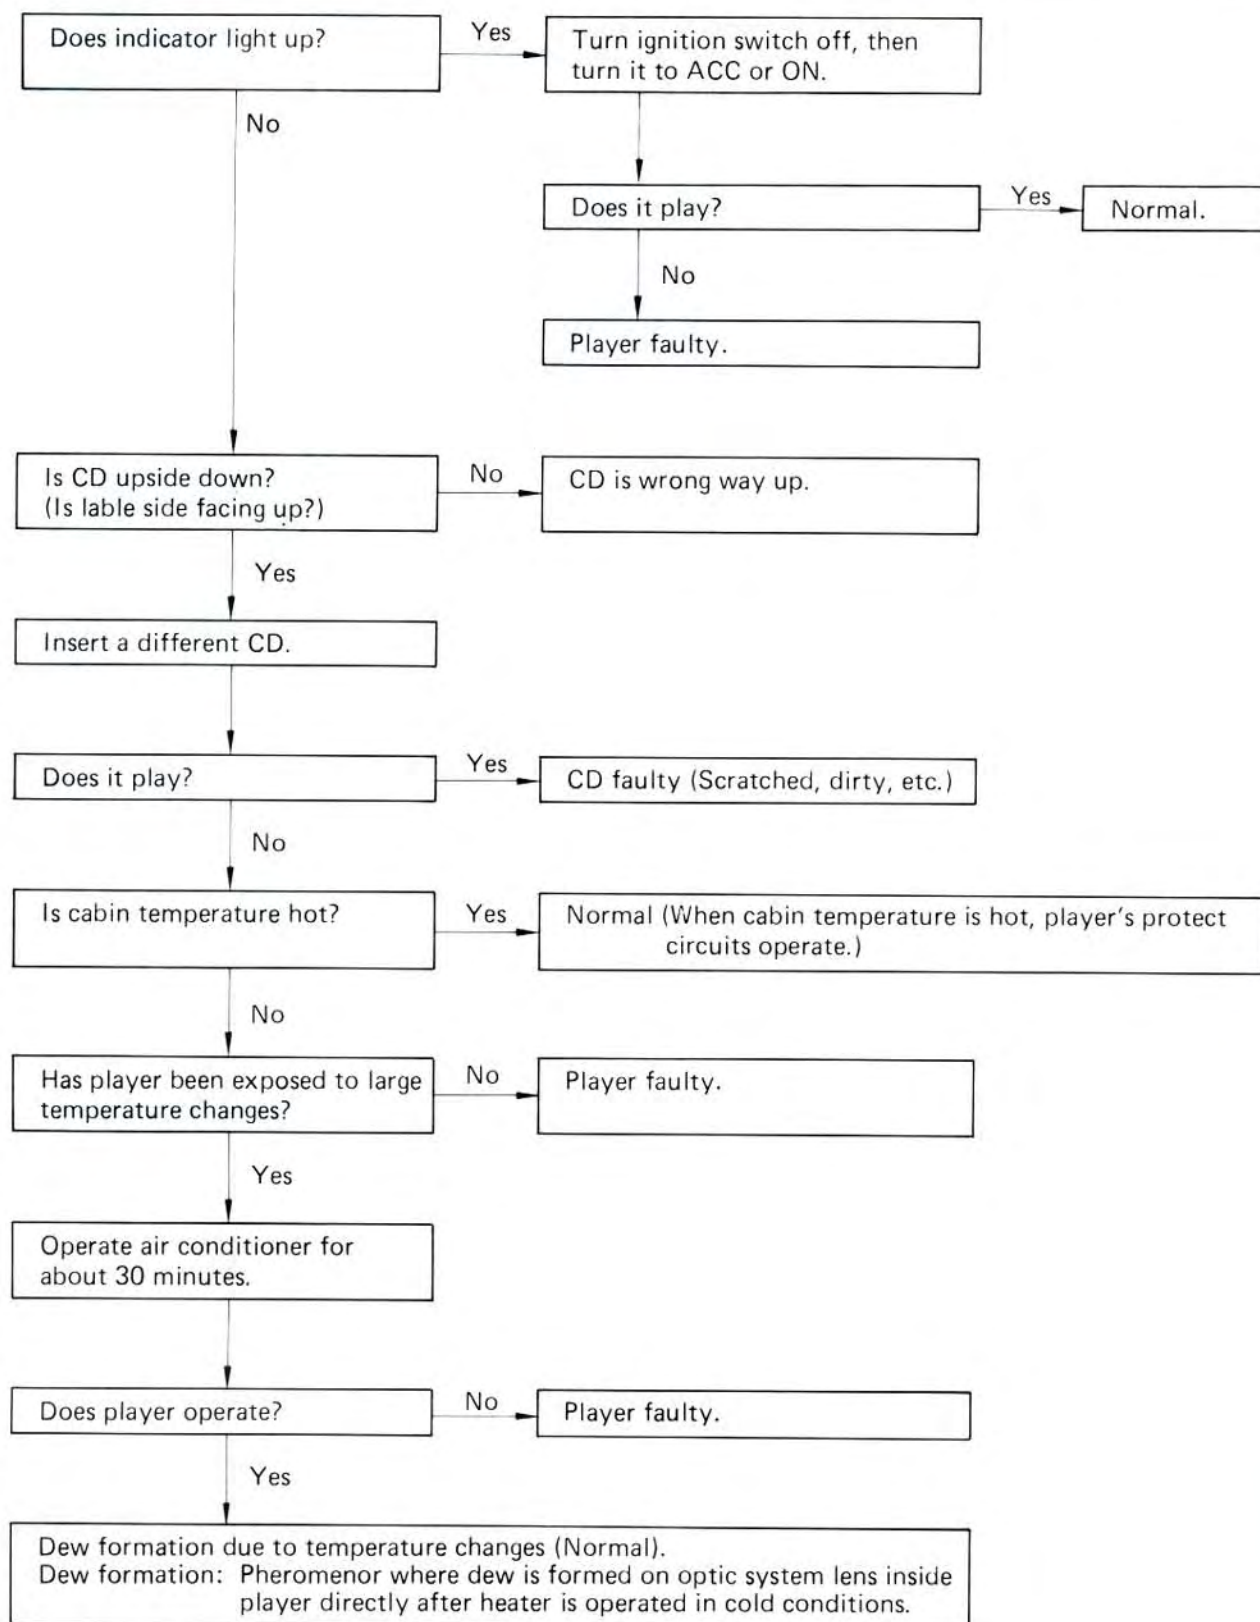 Does indicator light up?
Yes
Turn ignition switch off, then
turn it to ACC or ON.
No
Does it play?
Yes
Normal.
No
Player faulty.
Is CD upside down?
(Is lable side facing up?)
No
CD is wrong way up.
Yes
Insert a different CD.
Does it play?
Yes
CD faulty (Scratched, dirty, etc.)
No
Is cabin temperature hot?
Yes
Normal (When cabin temperature is hot, player's protect
circuits operate.)
No
Has player been exposed to large
temperature changes?
No
Player faulty.
Yes
Operate air conditioner for
about 30 minutes.
Does player operate?
No
Player faulty.
Yes
Dew formation due to temperature changes (Normal).
Dew formation: Pheromenor where dew is formed on optic system lens inside
player directly after heater is operated in cold conditions.